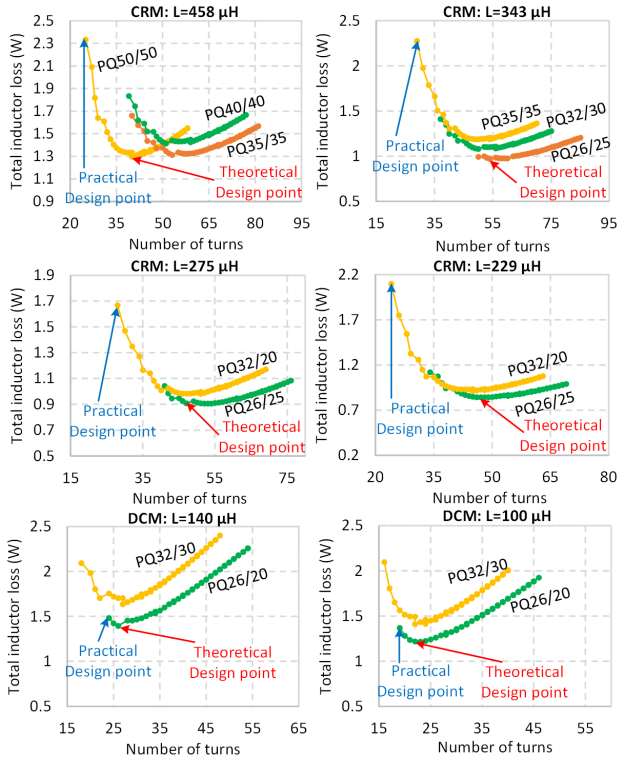 CRM: L=458 µH
Total inductor loss (W)
2.5
2.3
2.1
1.9
1.7
1.5
1.3
1.1
0.9
20
35
50
65
80
95
Number of turns
PQ50/50
PQ40/40
PQ35/35
Practical
Design point
Theoretical
Design point
CRM: L=343 µH
Total inductor loss (W)
2.5
2
1.5
1
0.5
15
35
55
75
95
Number of turns
PQ35/35
PQ32/30
PQ26/25
Practical
Design point
Theoretical
Design point
CRM: L=275 µH
Total inductor loss (W)
1.9
1.7
1.5
1.3
1.1
0.9
0.7
0.5
15
35
55
75
Number of turns
PQ32/20
PQ26/25
Practical
Design point
Theoretical
Design point
CRM: L=229 µH
Total inductor loss (W)
2.2
1.7
1.2
0.7
0.2
20
40
60
80
Number of turns
PQ32/20
PQ26/25
Practical
Design point
Theoretical
Design point
DCM: L=140 µH
Total inductor loss (W)
2.5
2
1.5
1
0.5
15
25
35
45
55
65
Number of turns
PQ32/30
PQ26/20
Practical
Design point
Theoretical
Design point
DCM: L=100 µH
Total inductor loss (W)
2.5
2
1.5
1
0.5
15
25
35
45
55
Number of turns
PQ32/30
PQ26/20
Practical
Design point
Theoretical
Design point